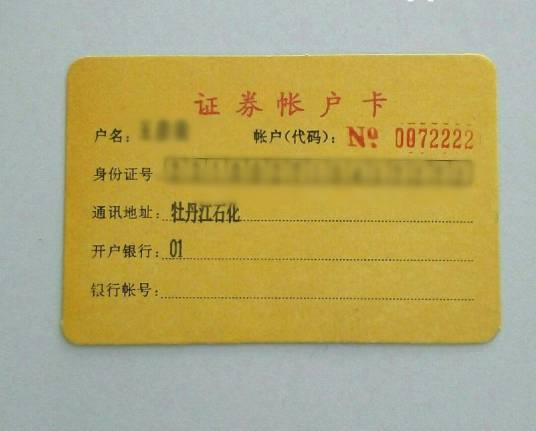 证券帐户卡
户名： 帐户(代码)： № 0072222
身份证号
通讯地址：牡丹江石化
开户银行：01
银行帐号：